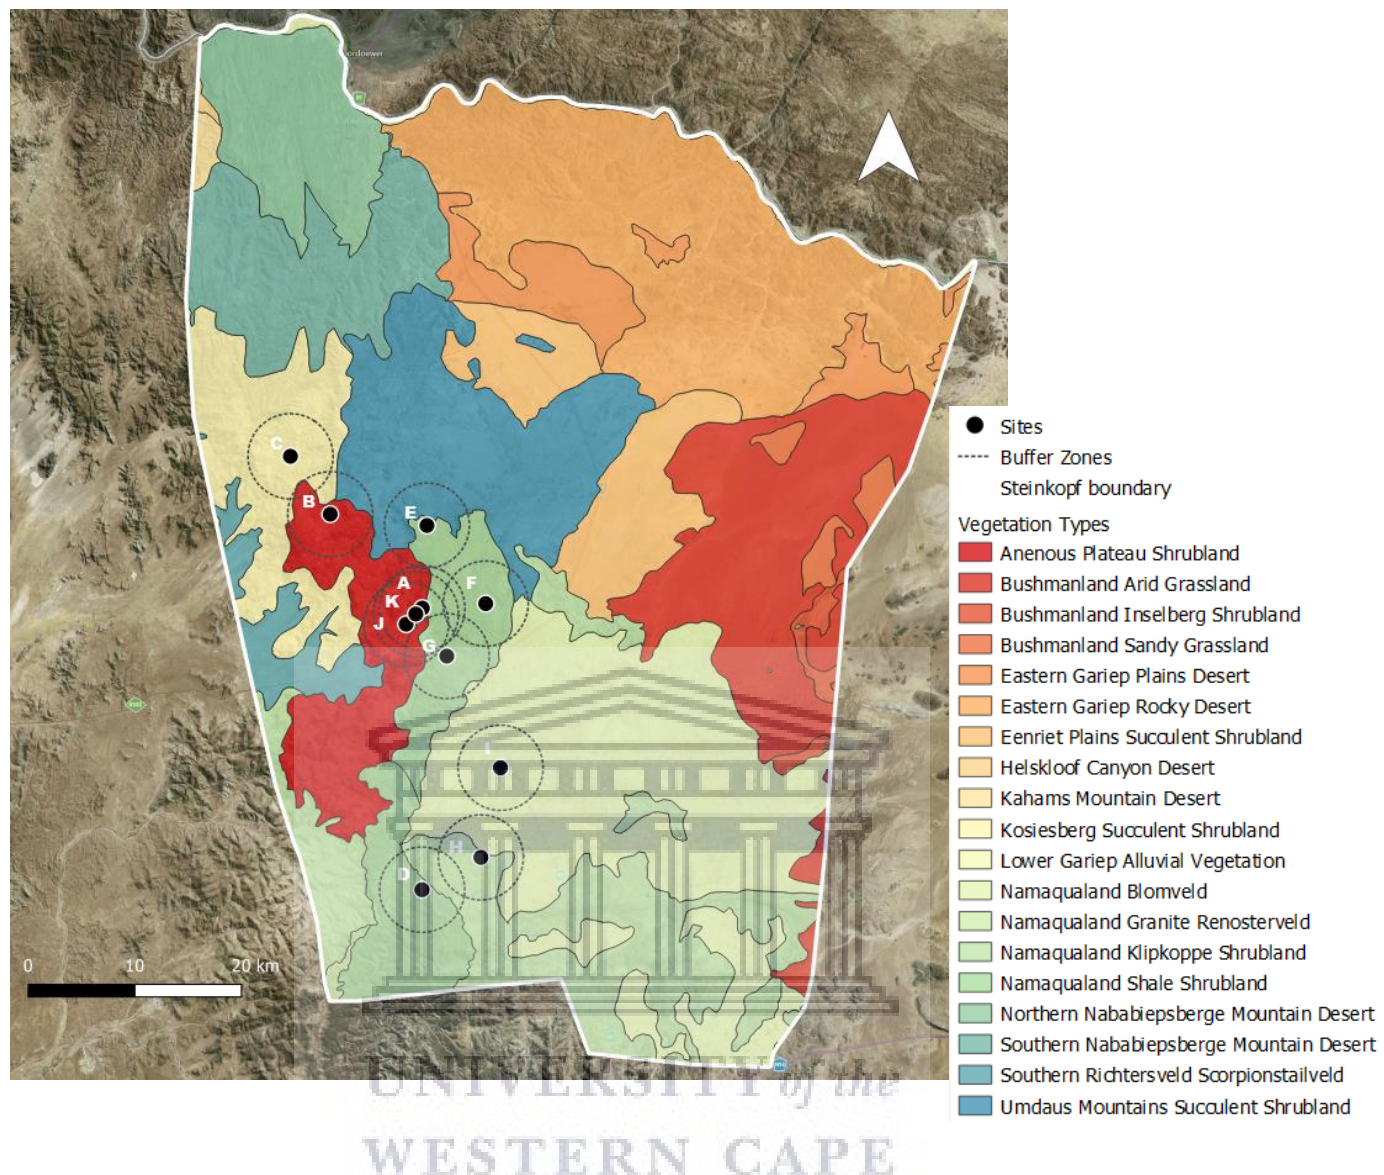 ordoewer
C
B
E
A
F
K
J
G
I
H
D
0 10 20 km
Sites
Buffer Zones
Steinkopf boundary
Vegetation Types
Anenous Plateau Shrubland
Bushmanland Arid Grassland
Bushmanland Inselberg Shrubland
Bushmanland Sandy Grassland
Eastern Gariep Plains Desert
Eastern Gariep Rocky Desert
Eenriet Plains Succulent Shrubland
Helskloof Canyon Desert
Kahams Mountain Desert
Kosiesberg Succulent Shrubland
Lower Gariep Alluvial Vegetation
Namaqualand Blomveld
Namaqualand Granite Renosterveld
Namaqualand Klipkoppe Shrubland
Namaqualand Shale Shrubland
Northern Nababiepsberge Mountain Desert
Southern Nababiepsberge Mountain Desert
Southern Richtersveld Scorpionstailveld
Umdaus Mountains Succulent Shrubland
UNIVERSITY of the
WESTERN CAPE